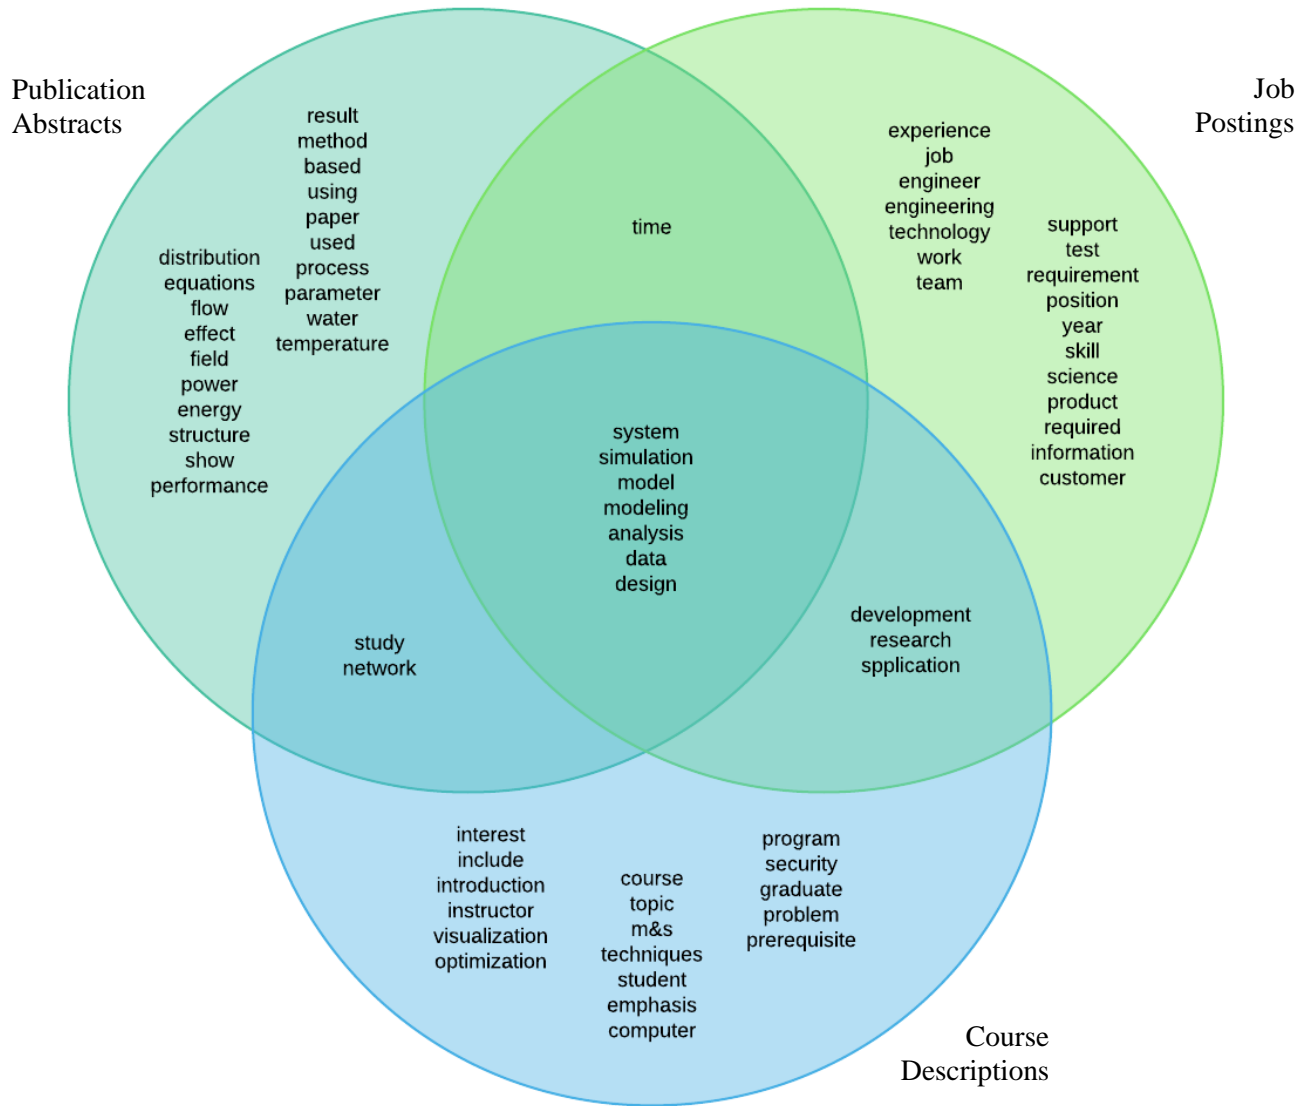 Publication
Abstracts
Job
Postings
result
method
based
using
paper
used
process
parameter
water
temperature
distribution
equations
flow
effect
field
power
energy
structure
show
performance
time
experience
job
engineer
engineering
technology
work
team
support
test
requirement
position
year
skill
science
product
required
information
customer
system
simulation
model
modeling
analysis
data
design
study
network
development
research
spplication
interest
include
introduction
instructor
visualization
optimization
course
topic
m&s
techniques
student
emphasis
computer
program
security
graduate
problem
prerequisite
Course
Descriptions